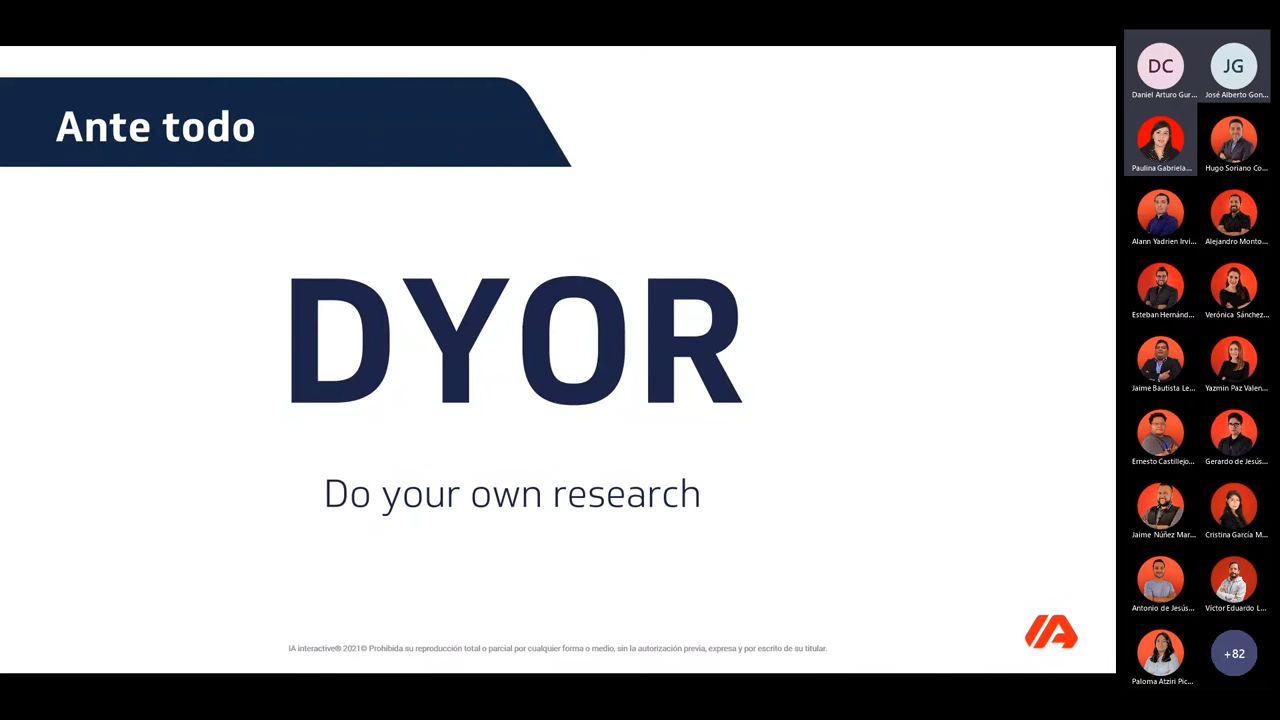 Ante todo
DYOR
Do your own research
IA interactive® 2021© Prohibida su reproducción total o parcial por cualquier forma o medio, sin la autorización previa, expresa y por escrito de su titular.
IA
DC
JG
Daniel Arturo Gur...
José Alberto Gon...
Paulina Gabriela...
Hugo Soriano Co...
Alann Yadrien Irvi...
Alejandro Monto...
Esteban Hernánd...
Verónica Sánchez...
Jaime Bautista Le...
Yazmin Paz Valen...
Ernesto Castillejo...
Gerardo de Jesús...
Jaime Núñez Mar...
Cristina García M...
Antonio de Jesús...
Víctor Eduardo L...
Paloma Atziri Pic...
+82